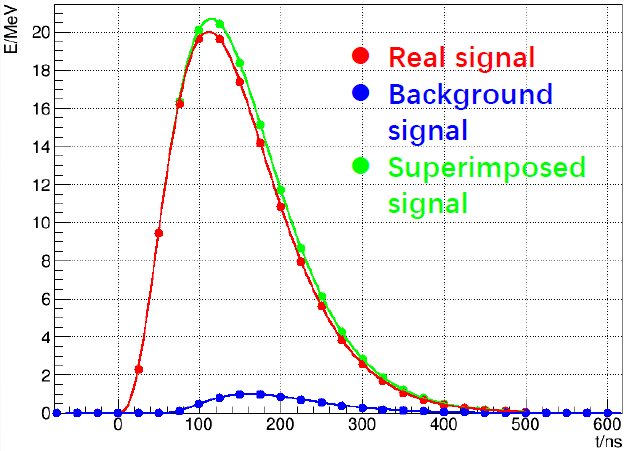 E/MeV
20
18
16
14
12
10
8
6
4
2
0
Real signal
Background
signal
Superimposed
signal
0 100 200 300 400 500 600
t/ns